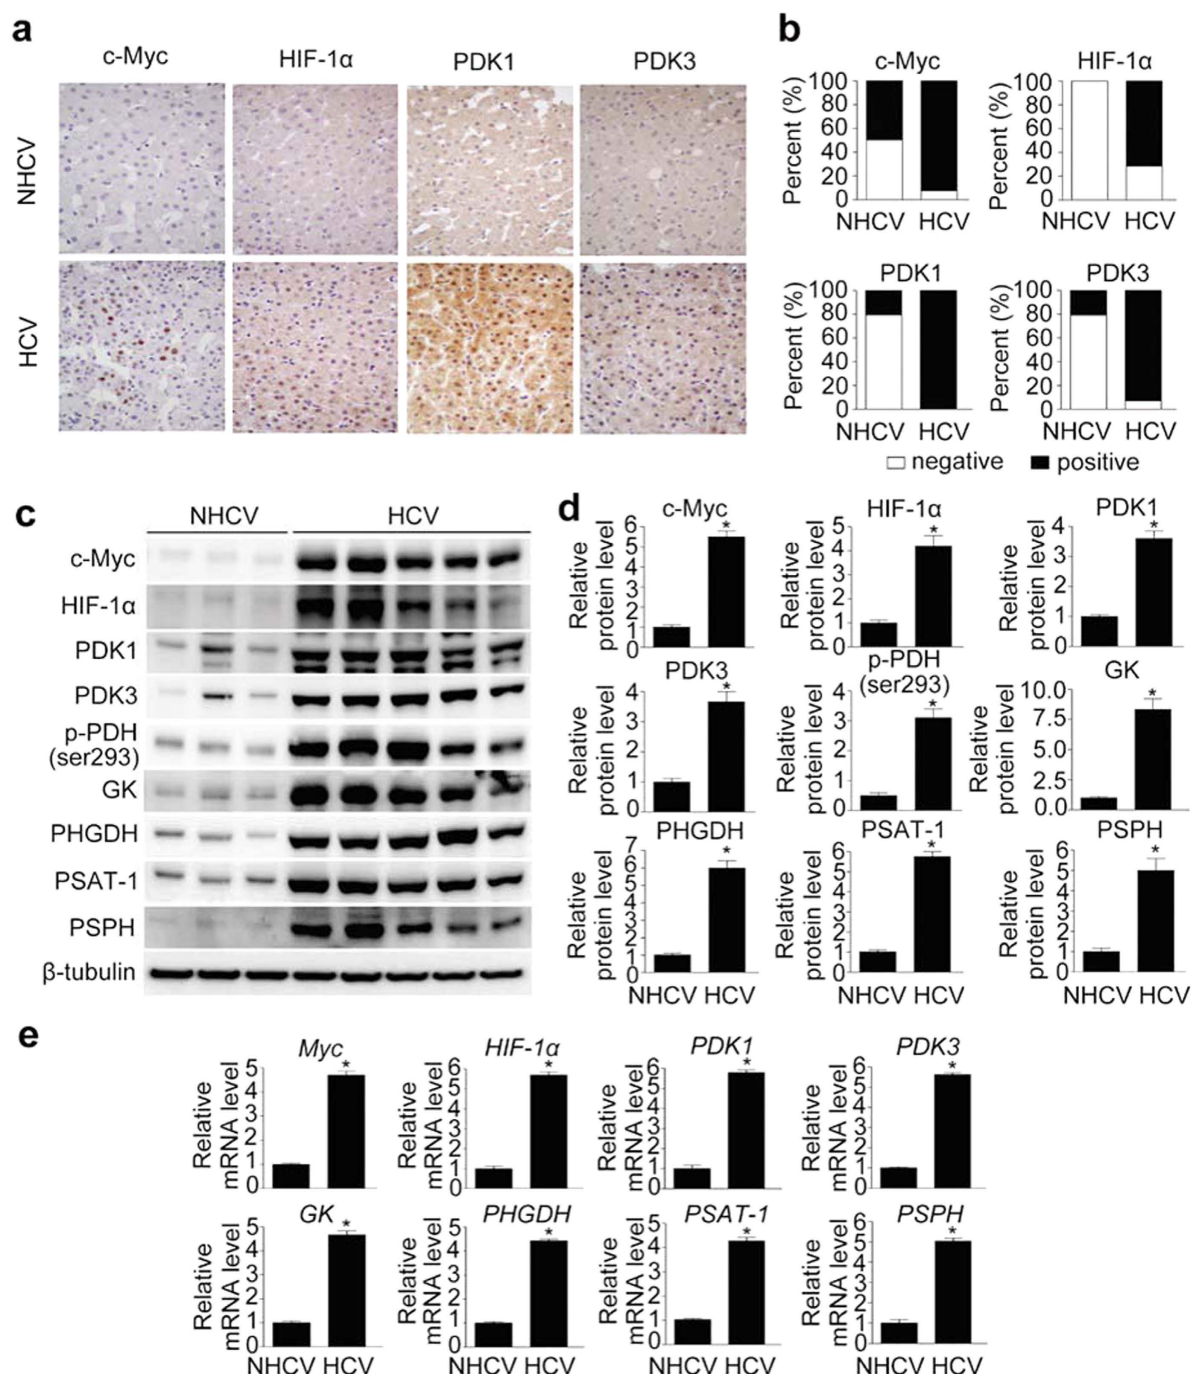 a
c-Myc HIF-1α PDK1 PDK3
NHCV
HCV
b
c-Myc HIF-1α
Percent (%) 100 80 60 40 20 0 Percent (%) 100 80 60 40 20 0
NHCV HCV NHCV HCV
PDK1 PDK3
Percent (%) 100 80 60 40 20 0 Percent (%) 100 80 60 40 20 0
NHCV HCV NHCV HCV
negative positive
c
NHCV HCV
c-Myc
HIF-1α
PDK1
PDK3
p-PDH
(ser293)
GK
PHGDH
PSAT-1
PSPH
β-tubulin
d
c-Myc HIF-1α PDK1
Relative protein level 6 5 4 3 2 1 0 * Relative protein level 5 4 3 2 1 0 * Relative protein level 4 3 2 1 0 *
PDK3 p-PDH (ser293) GK
Relative protein level 4 3 2 1 0 * Relative protein level 4 3 2 1 0 * Relative protein level 10.0 7.5 5.0 2.5 0.0 *
PHGDH PSAT-1 PSPH
Relative protein level 7 6 5 4 3 2 1 0 * Relative protein level 6 5 4 3 2 1 0 * Relative protein level 6 5 4 3 2 1 0 *
NHCV HCV NHCV HCV NHCV HCV
e
Myc HIF-1α PDK1 PDK3
Relative mRNA level 5 4 3 2 1 0 * Relative mRNA level 6 5 4 3 2 1 0 * Relative mRNA level 6 5 4 3 2 1 0 * Relative mRNA level 6 5 4 3 2 1 0 *
GK PHGDH PSAT-1 PSPH
Relative mRNA level 5 4 3 2 1 0 * Relative mRNA level 5 4 3 2 1 0 * Relative mRNA level 5 4 3 2 1 0 * Relative mRNA level 6 5 4 3 2 1 0 *
NHCV HCV NHCV HCV NHCV HCV NHCV HCV